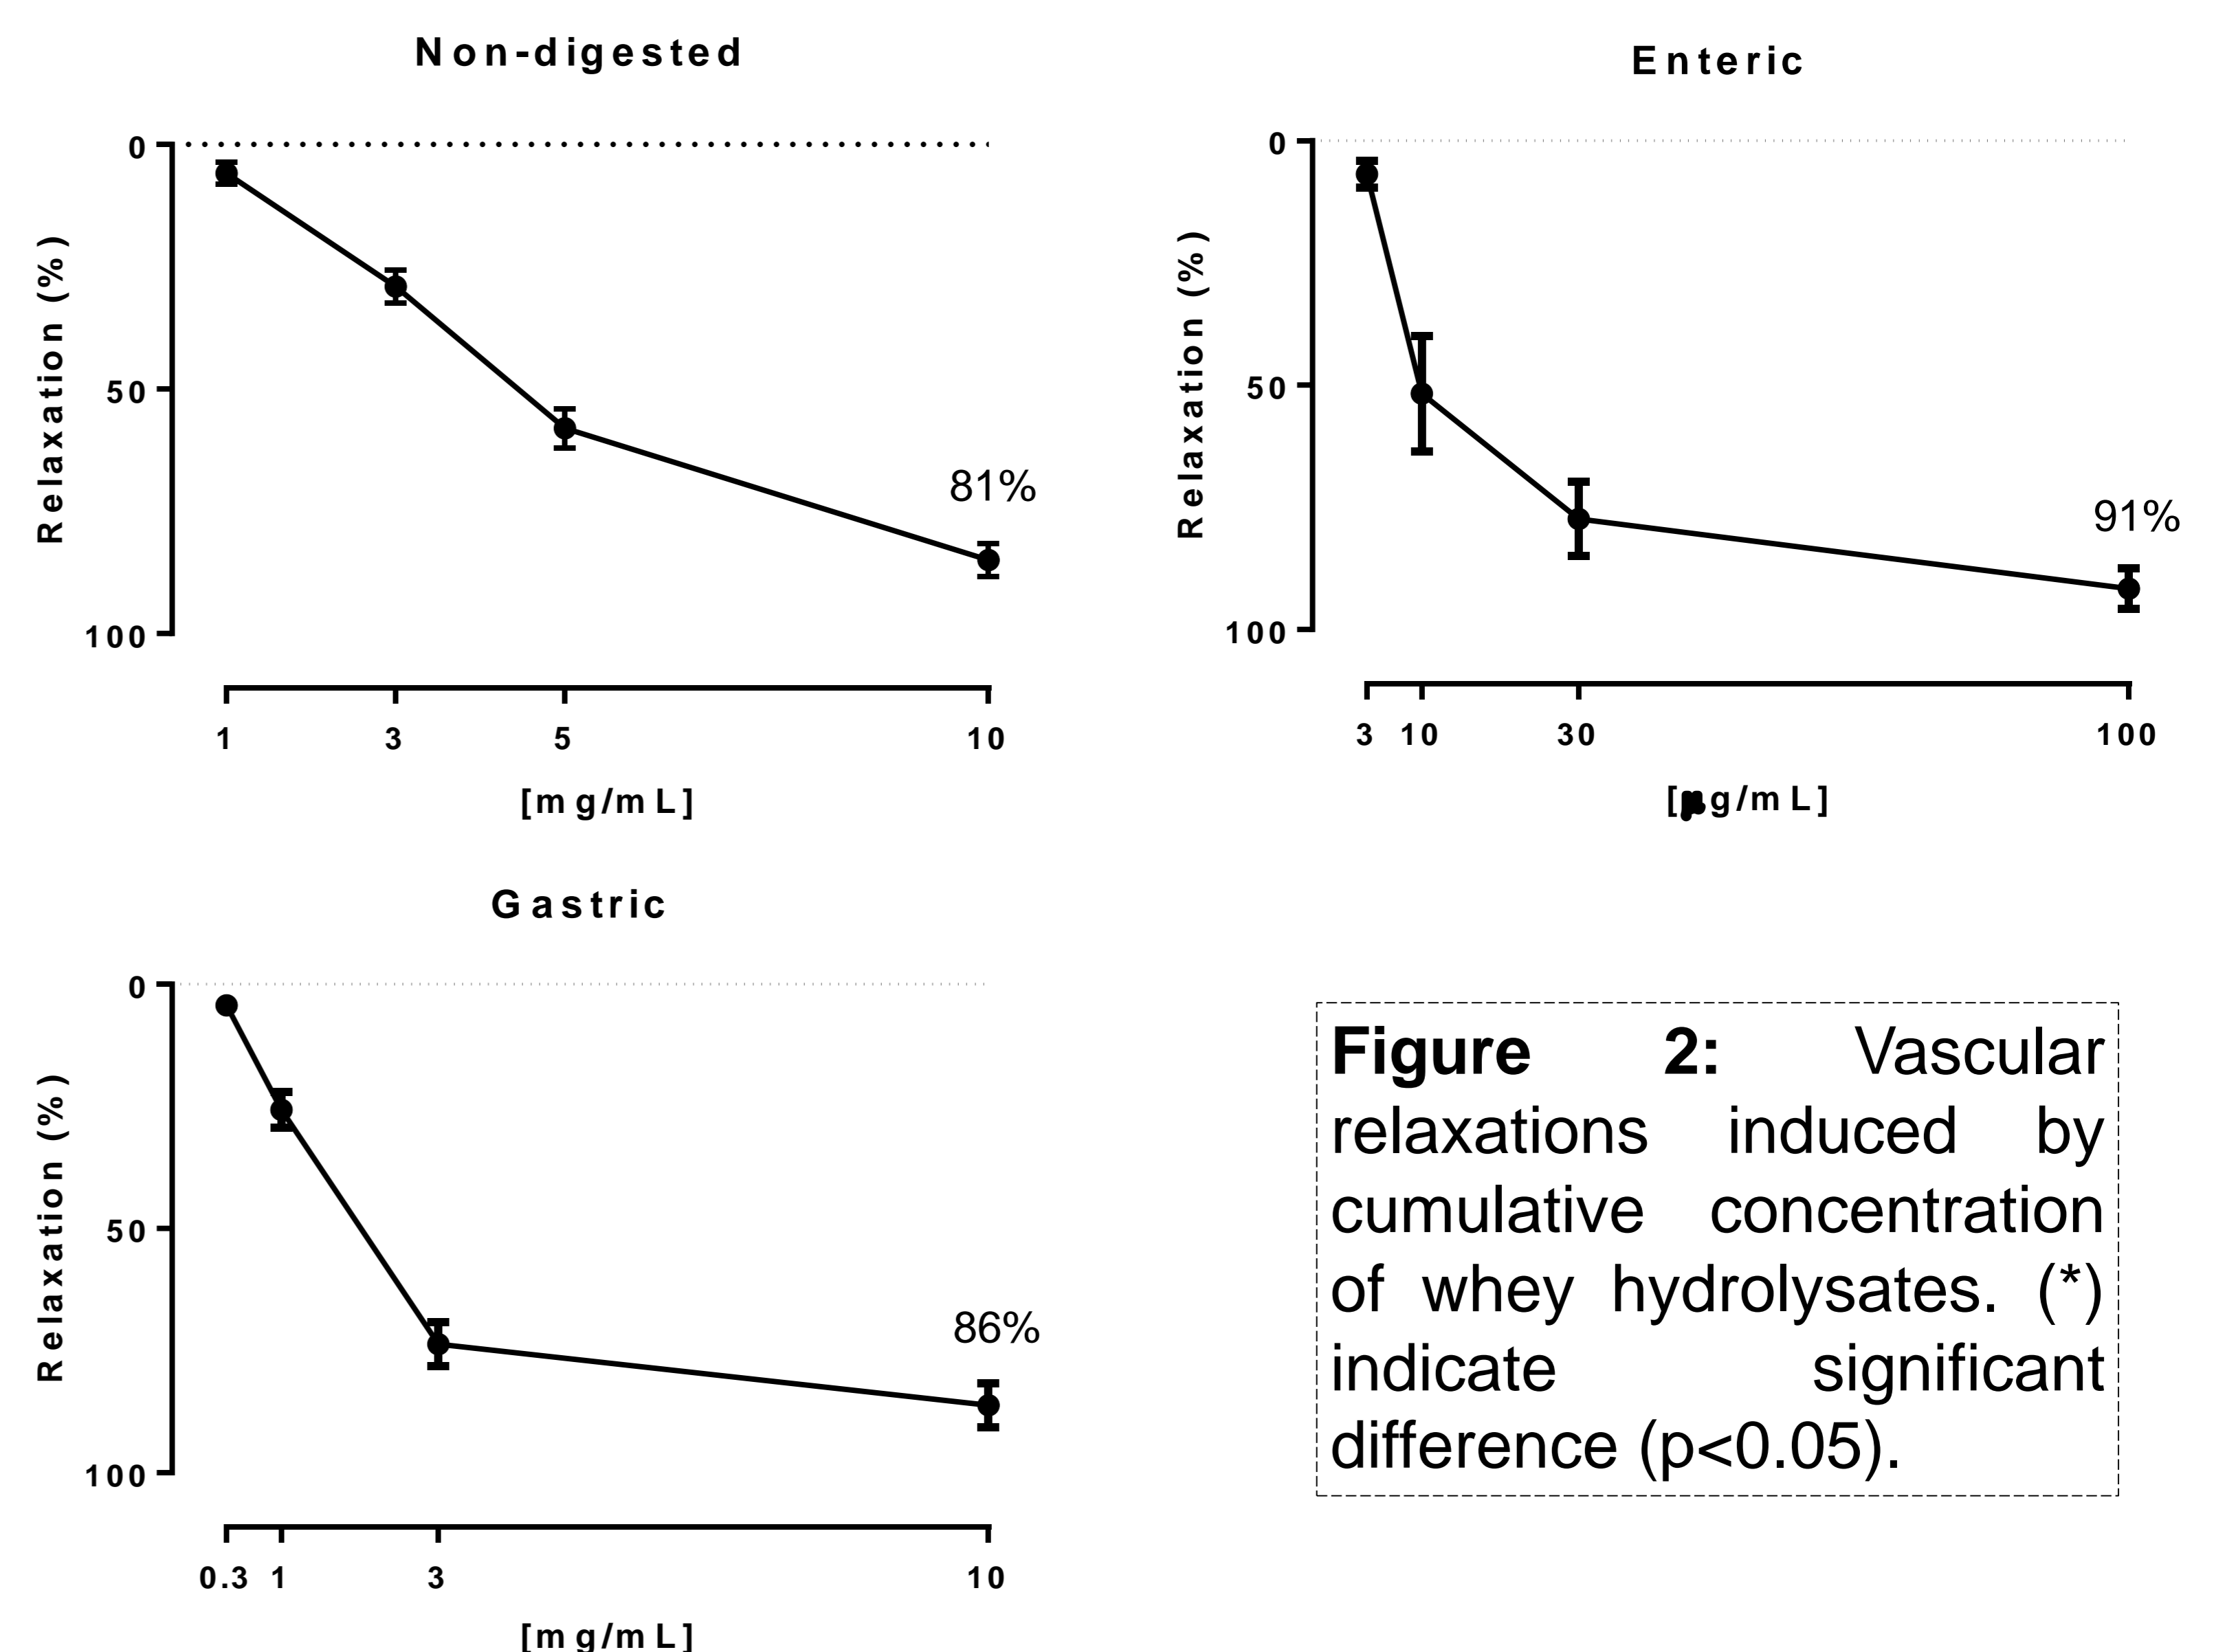 Non-digested
0
50
100
Relaxation (%)
81%
1 3 5 10
[mg/mL]
Enteric
0
50
100
Relaxation (%)
91%
3 10 30 100
[µg/mL]
Gastric
0
50
100
Relaxation (%)
86%
0.3 1 3 10
[mg/mL]
Figure 2: Vascular
relaxations induced by
cumulative concentration
of whey hydrolysates. (*)
indicate significant
difference (p<0.05).